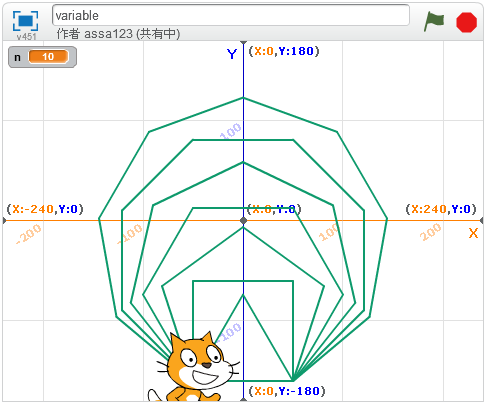 variable
作者 assa123 (共有中)
v451
n 10
Y
(X:0,Y:180)
100
(X:-240,Y:0)
(X:0,Y:0)
(X:240,Y:0)
X
-200
-100
100
200
-100
(X:0,Y:-180)